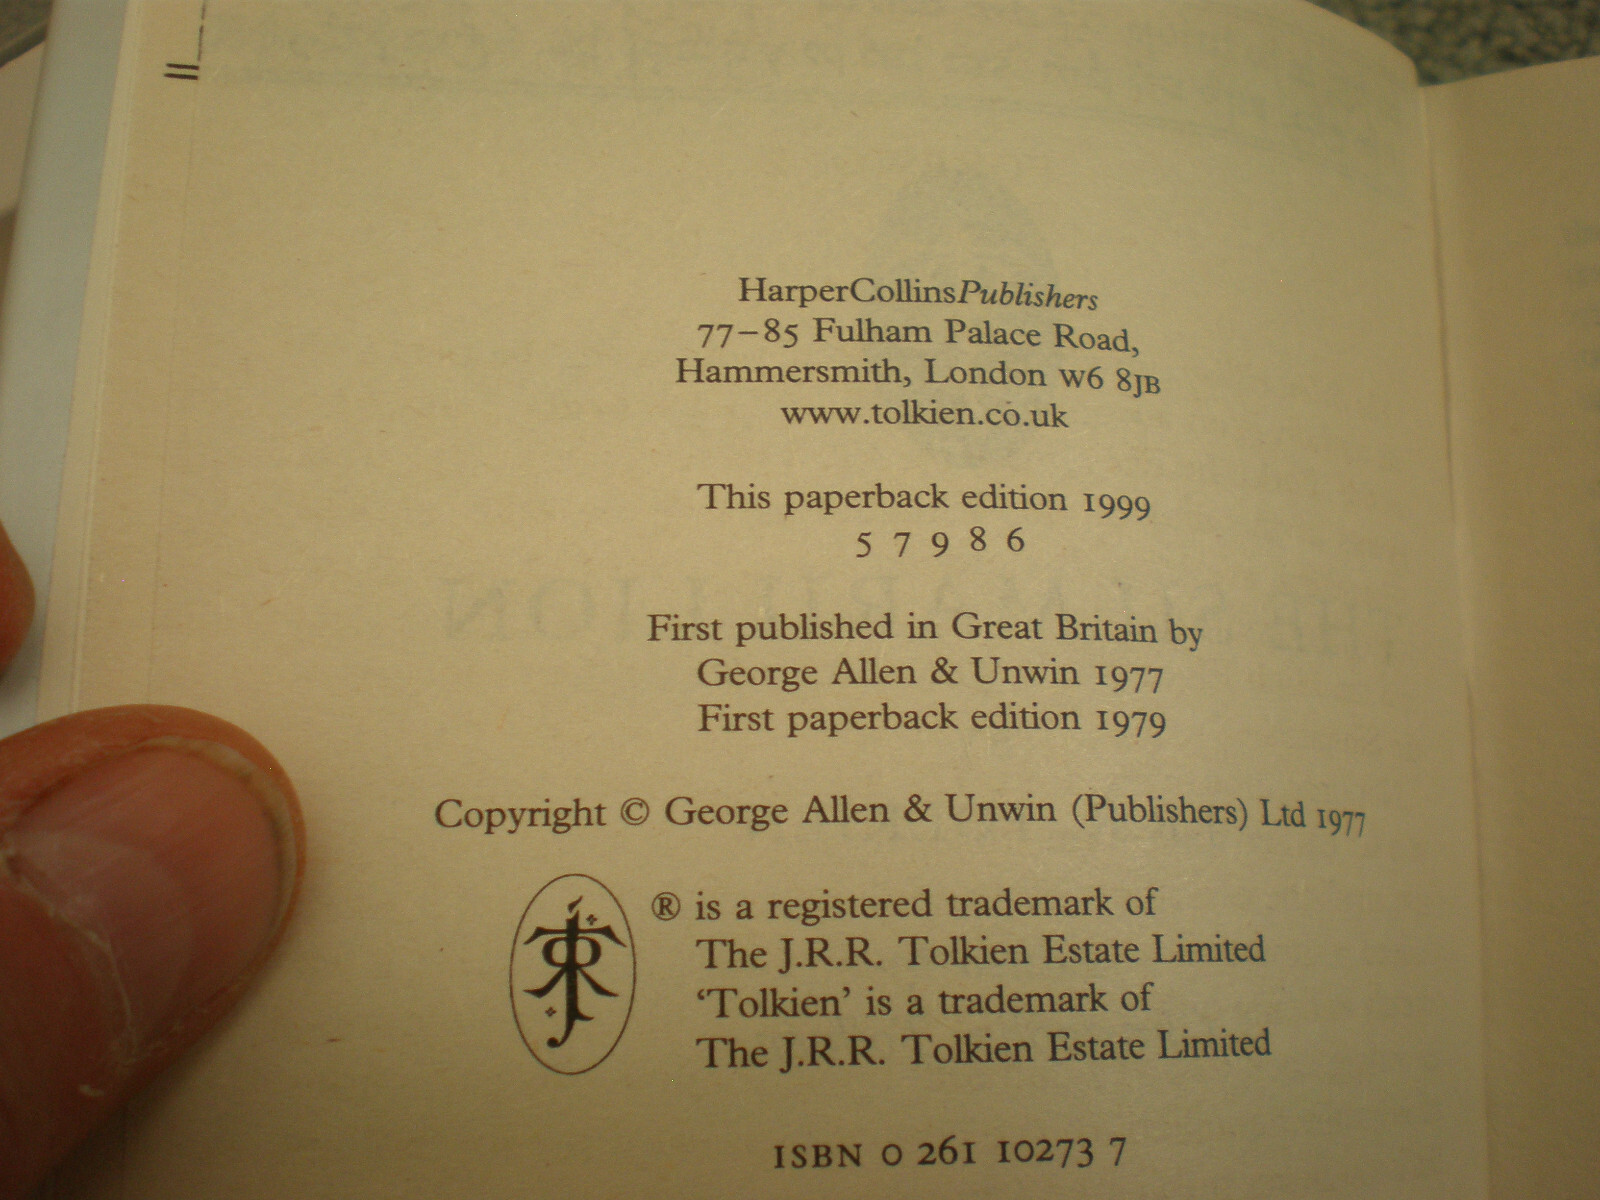 HarperCollinsPublishers
77–85 Fulham Palace Road,
Hammersmith, London W6 8JB
www.tolkien.co.uk
This paperback edition 1999
5 7 9 8 6
First published in Great Britain by
George Allen & Unwin 1977
First paperback edition 1979
Copyright © George Allen & Unwin (Publishers) Ltd 1977
® is a registered trademark of
The J.R.R. Tolkien Estate Limited
‘Tolkien’ is a trademark of
The J.R.R. Tolkien Estate Limited
ISBN 0 261 10273 7